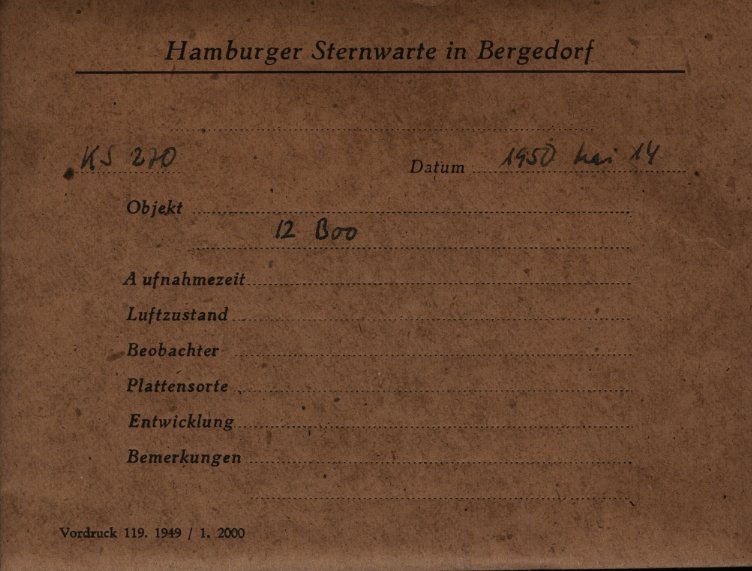 Hamburger Sternwarte in Bergedorf
KS 270 Datum 1950 Mai 14
Objekt
12 Boo
Aufnahmezeit
Luftzustand
Beobachter
Plattensorte
Entwicklung
Bemerkungen
Vordruck 119. 1949 / 1. 2000